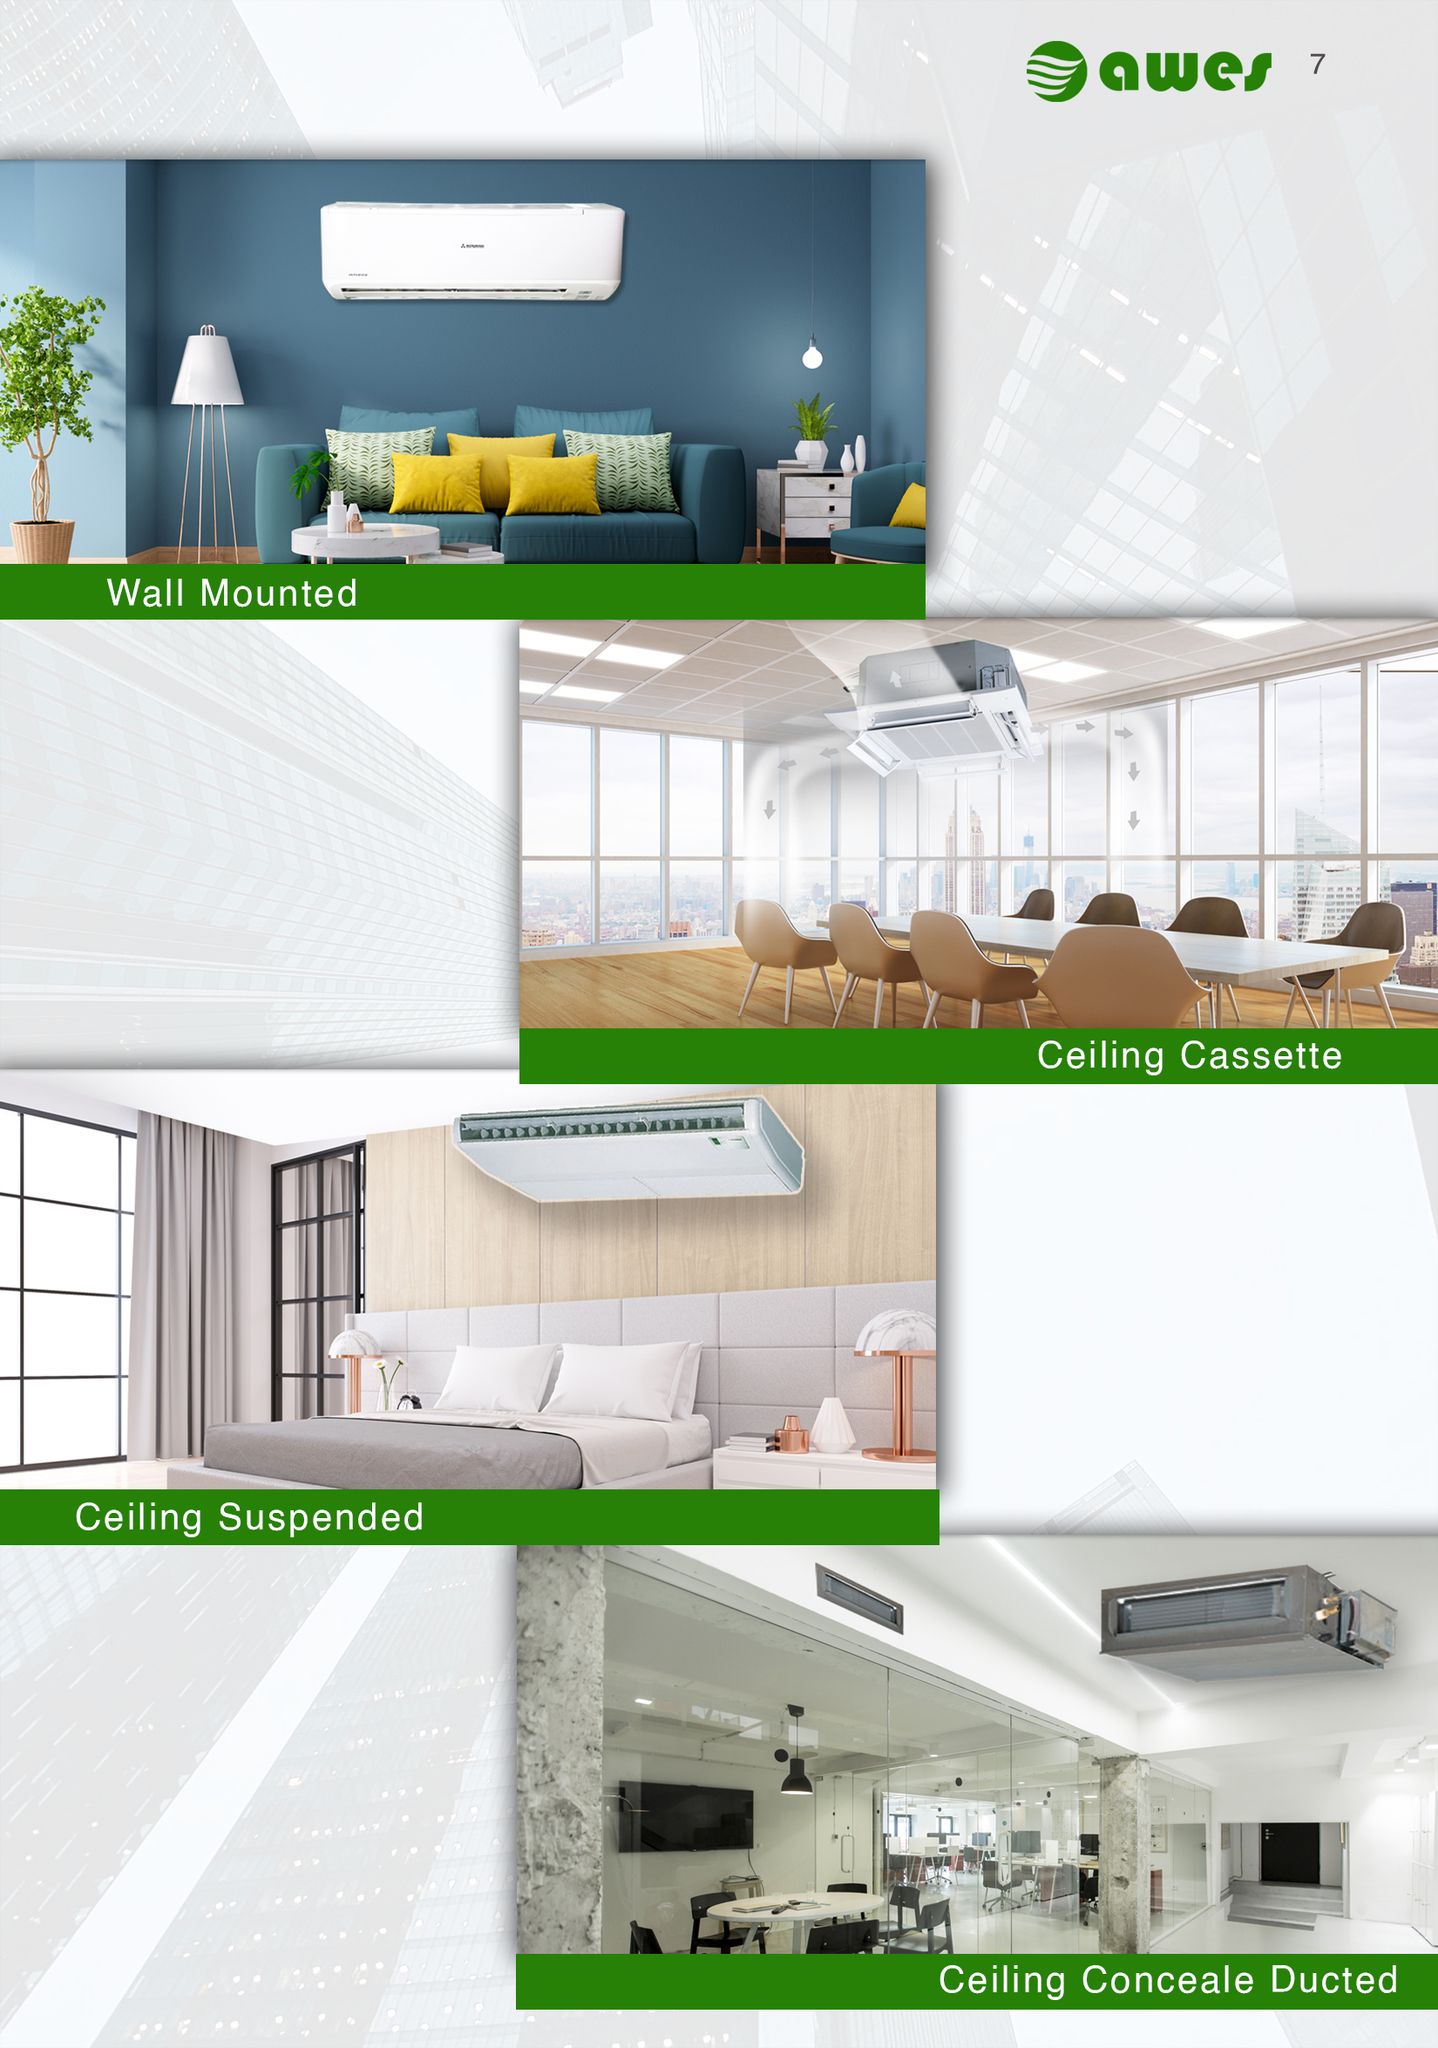 awes 7
Wall Mounted
Ceiling Cassette
Ceiling Suspended
Ceiling Conceale Ducted